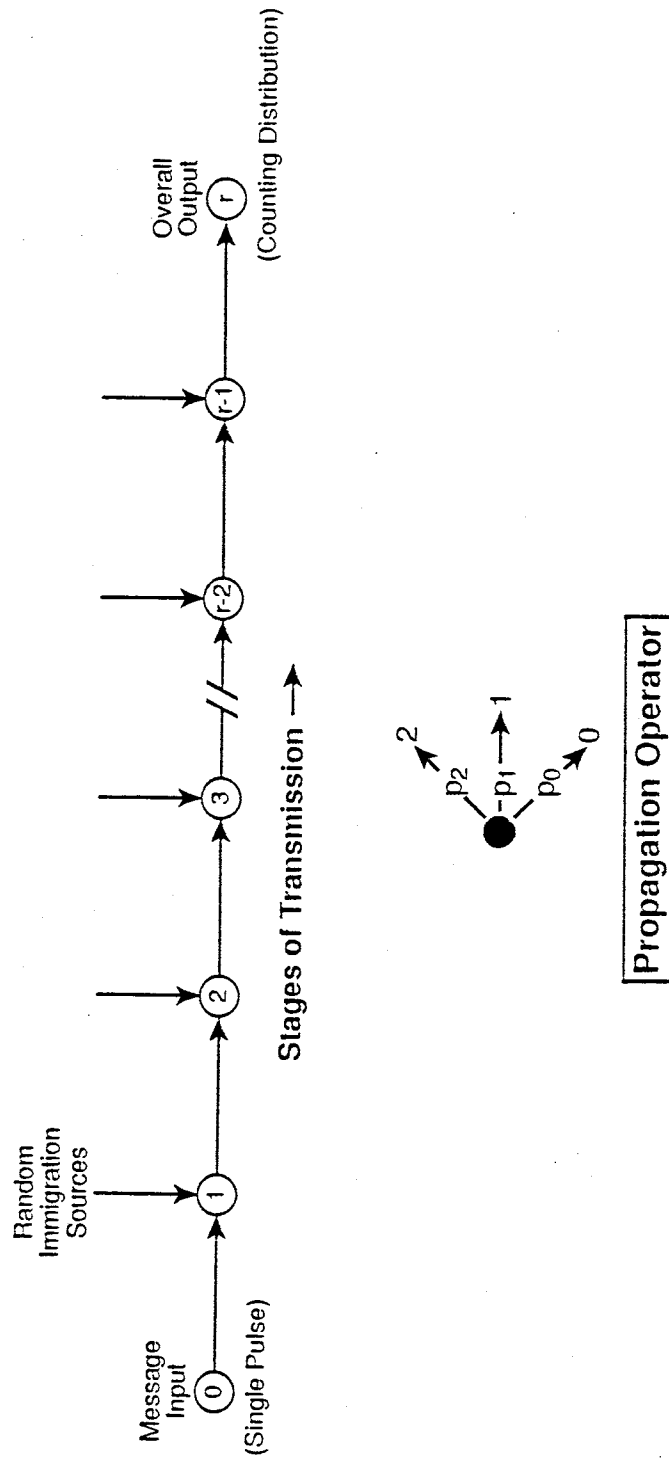 Message
Input
0
(Single Pulse)
Random
Immigration
Sources
1
2
3
r-2
r-1
Overall
Output
r
(Counting Distribution)
Stages of Transmission
p2 2
p1 1
p0 0
Propagation Operator